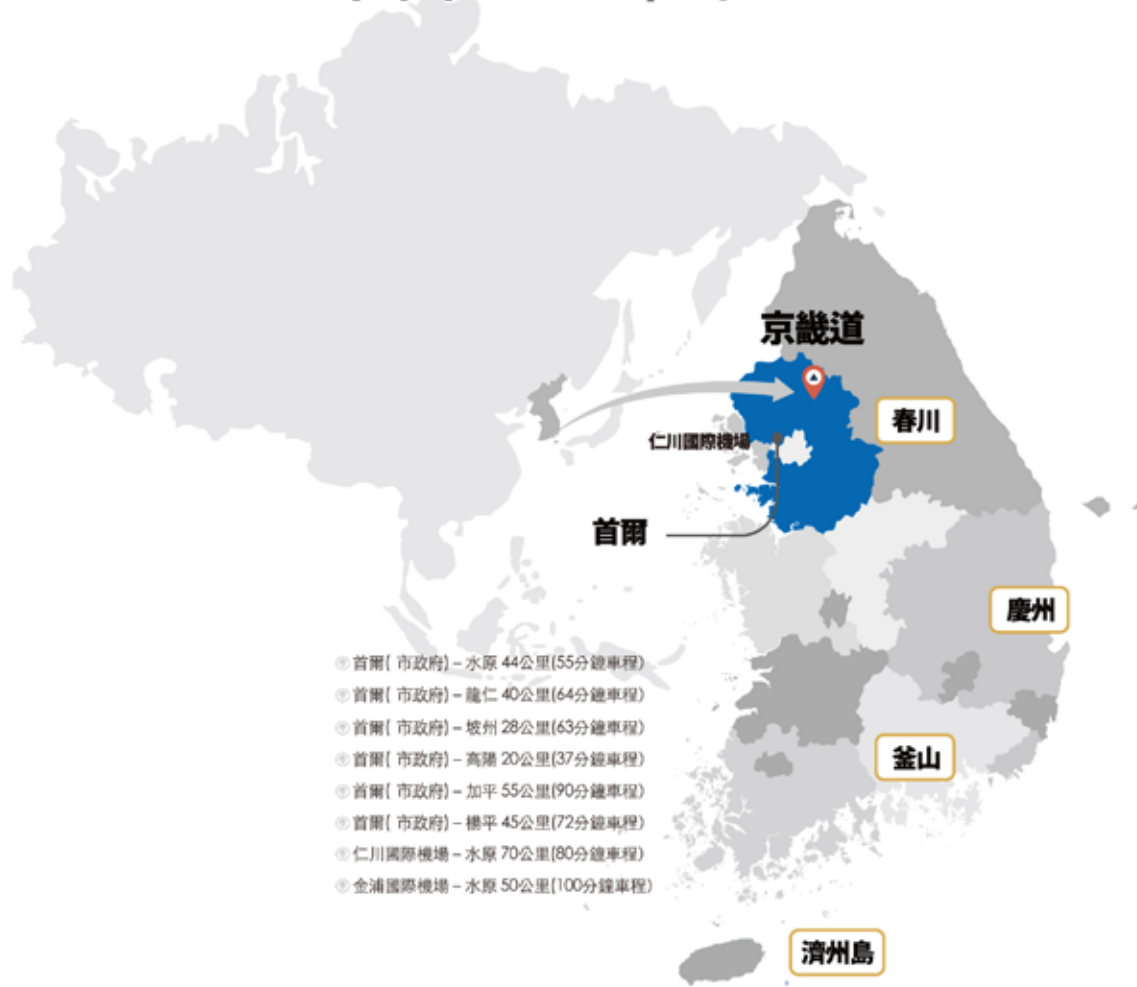 京畿道
春川
仁川國際機場
首爾
慶州
首爾( 市政府) – 水原 44公里(55分鐘車程)
首爾( 市政府) – 龍仁 40公里(64分鐘車程)
首爾( 市政府) – 坡州 28公里(63分鐘車程)
首爾( 市政府) – 高陽 20公里(37分鐘車程)
首爾( 市政府) – 加平 55公里(90分鐘車程)
首爾( 市政府) – 楊平 45公里(72分鐘車程)
仁川國際機場 – 水原 70公里(80分鐘車程)
金浦國際機場 – 水原 50公里(100分鐘車程)
釜山
濟州島